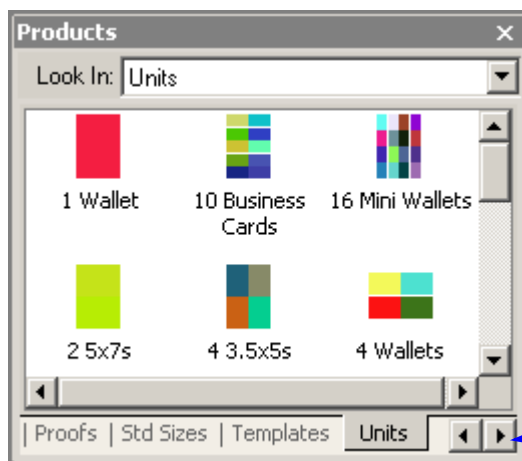 Products
Look In: Units
1 Wallet 10 Business Cards 16 Mini Wallets
2 5x7s 4 3.5x5s 4 Wallets
| Proofs | Std Sizes | Templates Units